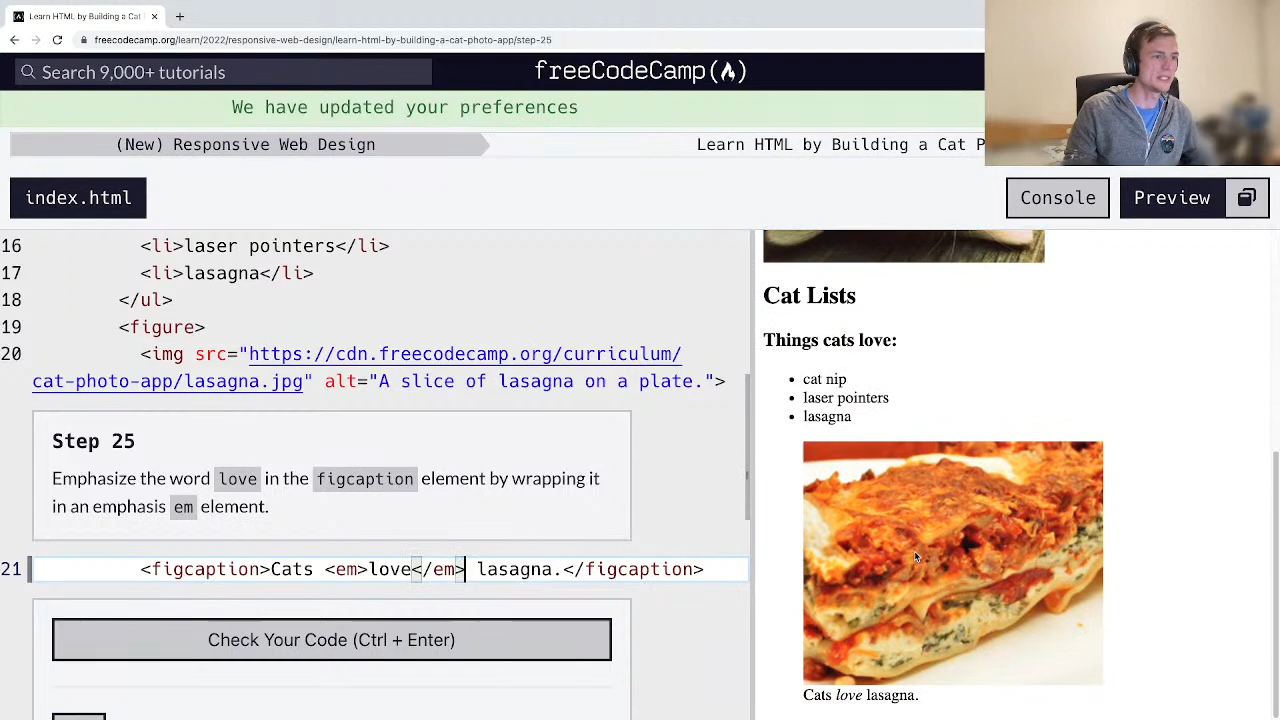 Learn HTML by Building a Cat
freecodecamp.org/learn/2022/responsive-web-design/learn-html-by-building-a-cat-photo-app/step-25
Search 9,000+ tutorials
freeCodeCamp
We have updated your preferences
(New) Responsive Web Design
Learn HTML by Building a Cat P
index.html
Console
Preview
16 <li>laser pointers</li>
17 <li>lasagna</li>
18 </ul>
19 <figure>
20 <img src="https://cdn.freecodecamp.org/curriculum/
cat-photo-app/lasagna.jpg" alt="A slice of lasagna on a plate.">
Step 25
Emphasize the word love in the figcaption element by wrapping it
in an emphasis em element.
21 <figcaption>Cats <em>love</em> lasagna.</figcaption>
Check Your Code (Ctrl + Enter)
Cat Lists
Things cats love:
• cat nip
• laser pointers
• lasagna
Cats love lasagna.